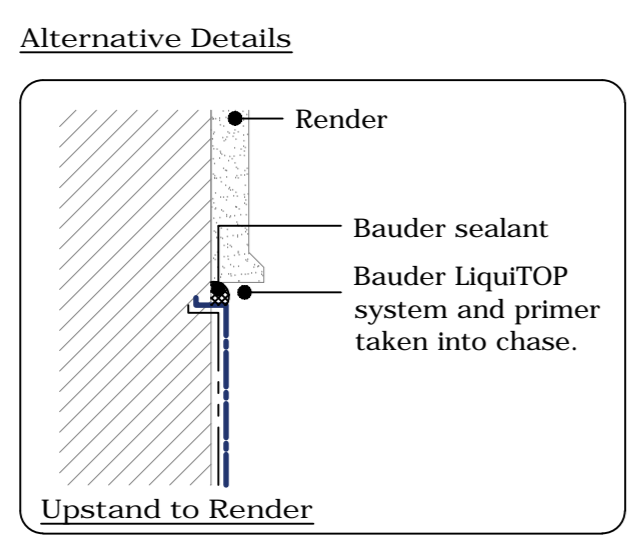 Alternative Details
Render
Bauder sealant
Bauder LiquiTOP
system and primer
taken into chase.
Upstand to Render